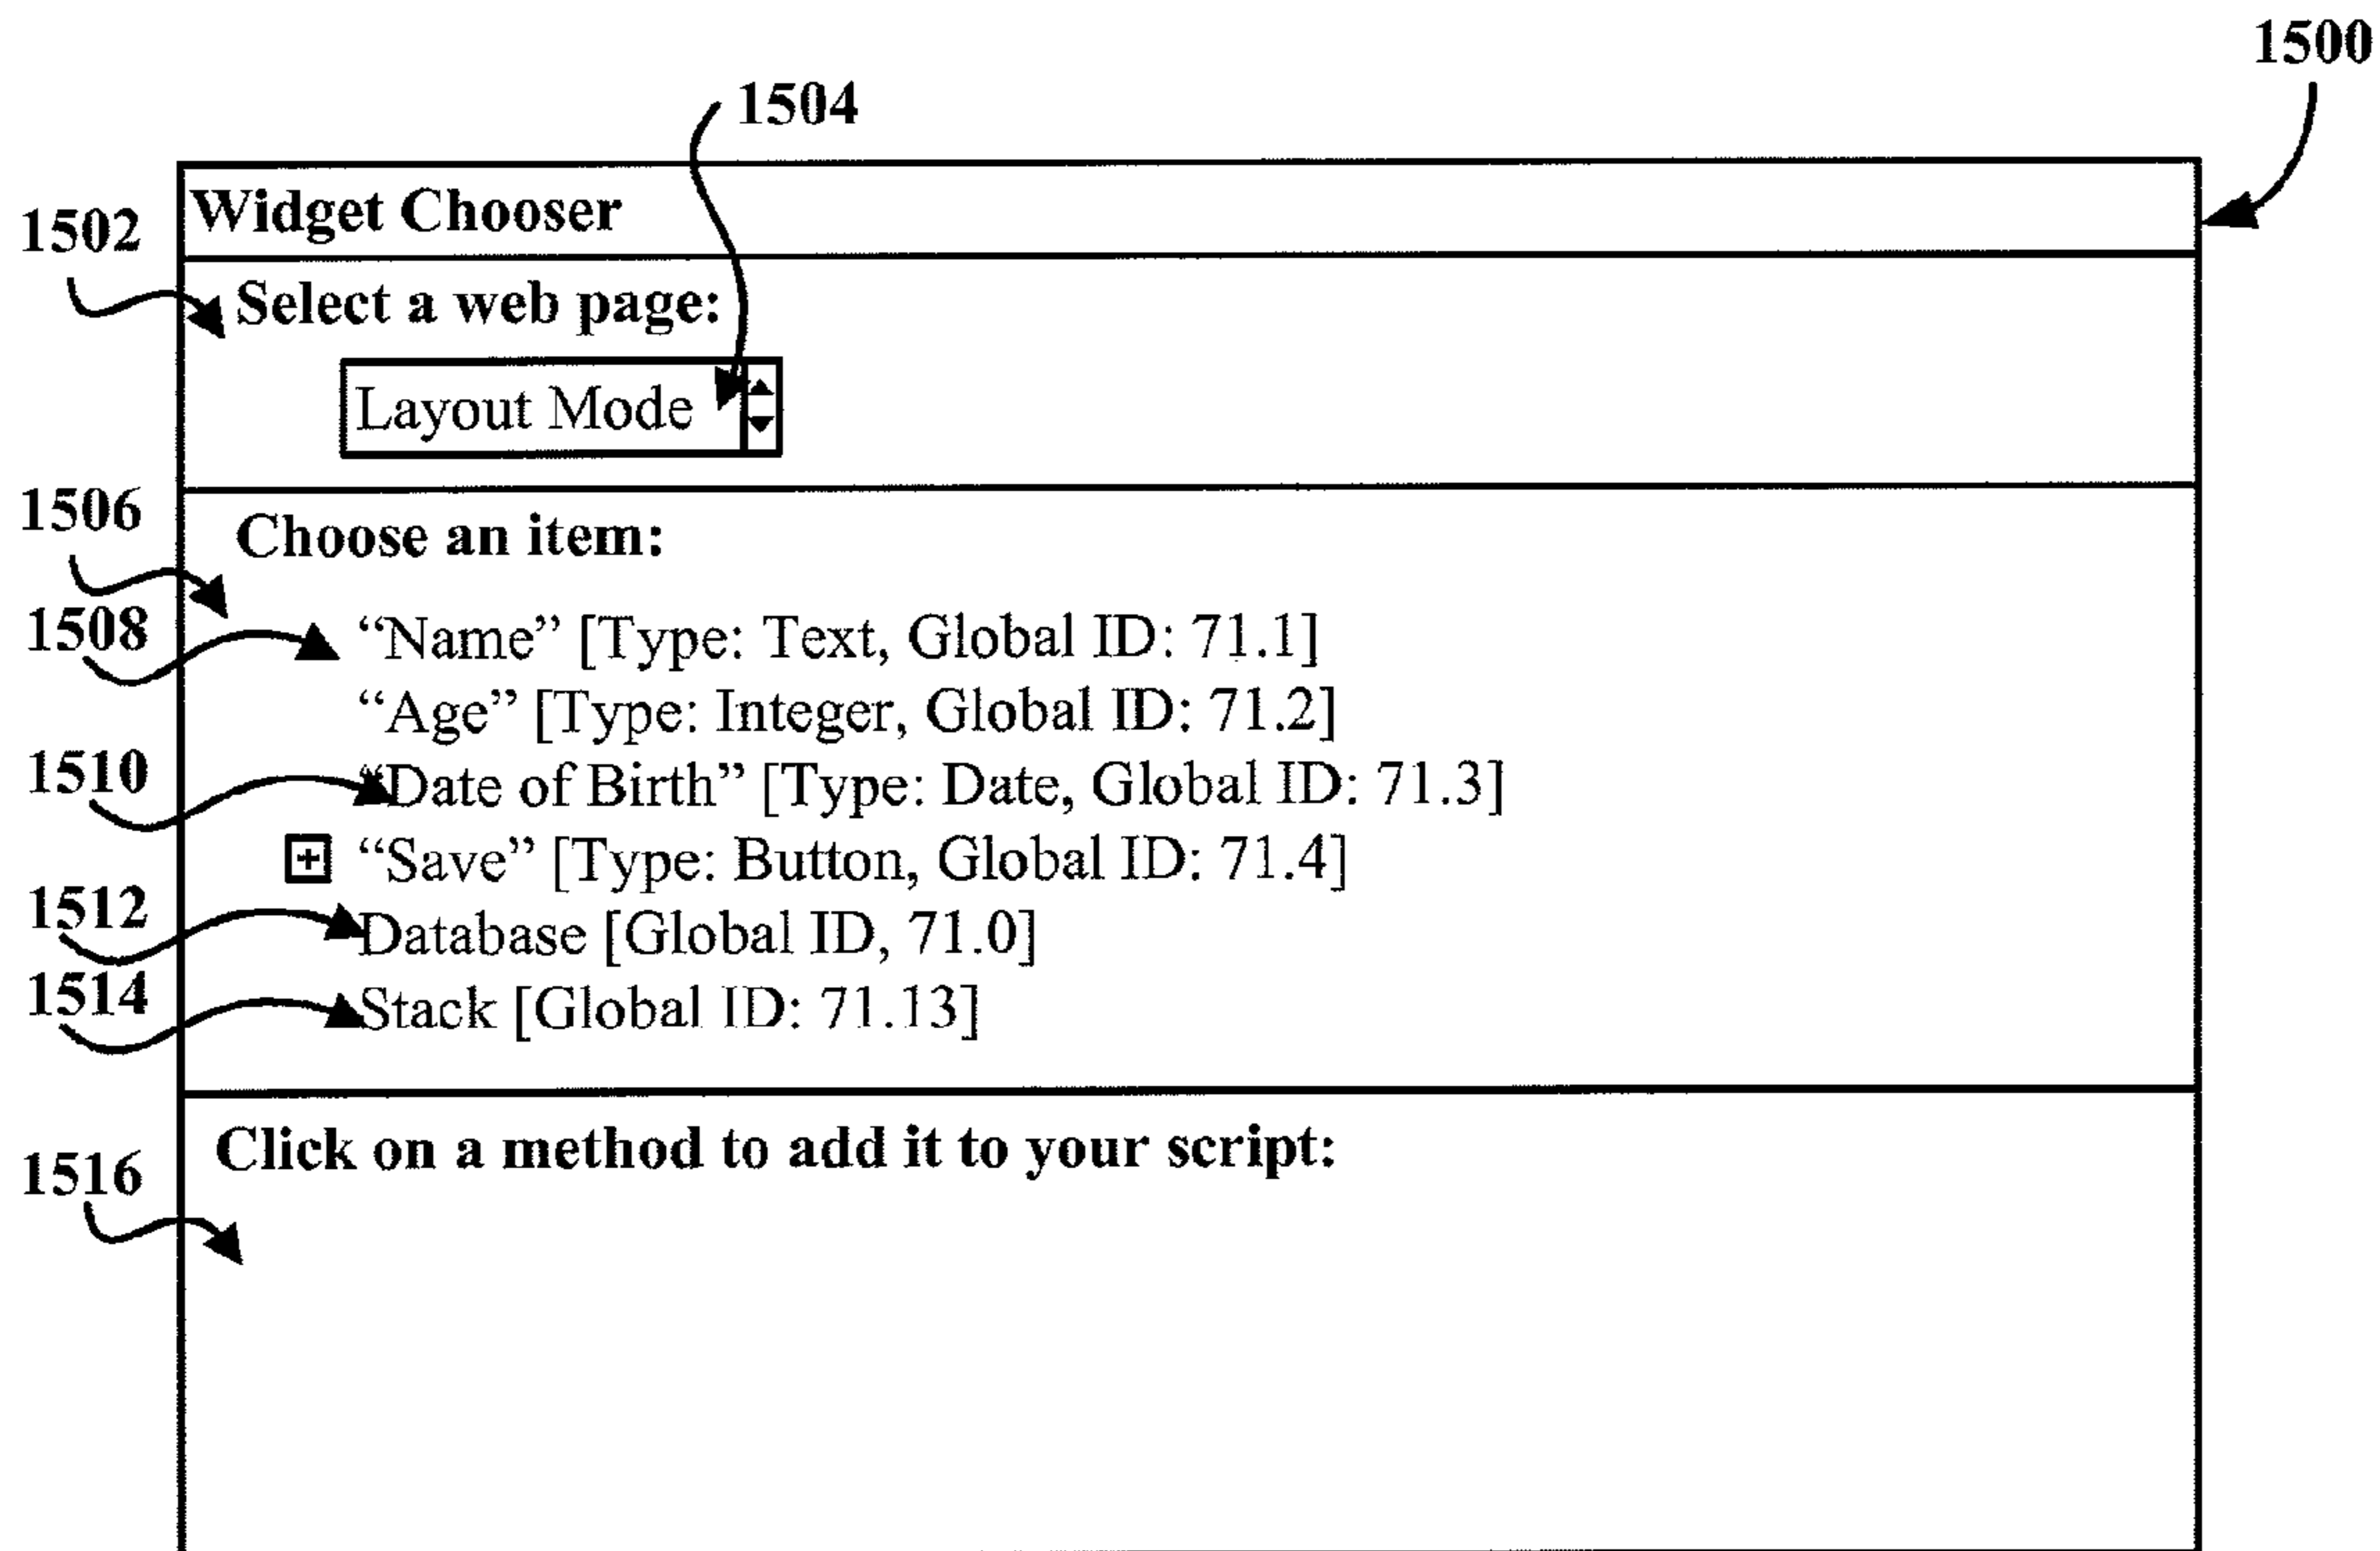 1500
1504
1502
Widget Chooser
Select a web page:
Layout Mode
1506
Choose an item:
1508
“Name” [Type: Text, Global ID: 71.1]
“Age” [Type: Integer, Global ID: 71.2]
1510
“Date of Birth” [Type: Date, Global ID: 71.3]
“Save” [Type: Button, Global ID: 71.4]
1512
Database [Global ID, 71.0]
1514
Stack [Global ID: 71.13]
1516
Click on a method to add it to your script: